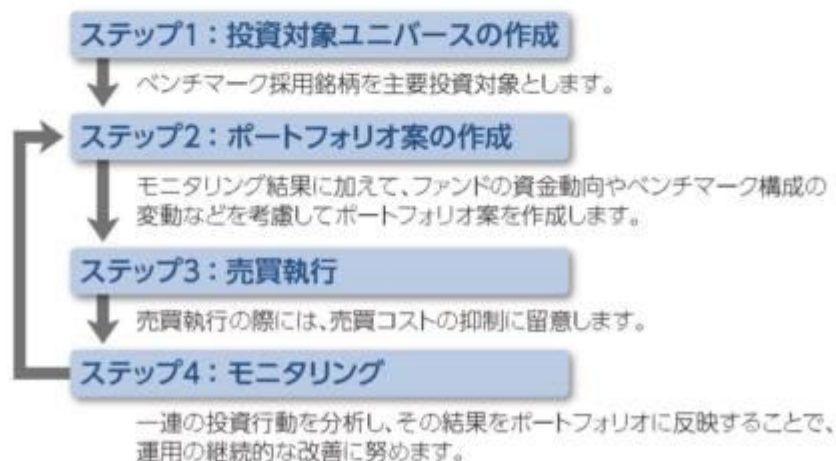 ステップ1：投資対象ユニバースの作成
ベンチマーク採用銘柄を主要投資対象とします。
ステップ2：ポートフォリオ案の作成
モニタリング結果に加えて、ファンドの資金動向やベンチマーク構成の
変動などを考慮してポートフォリオ案を作成します。
ステップ3：売買執行
売買執行の際には、売買コストの抑制に留意します。
ステップ4：モニタリング
一連の投資行動を分析し、その結果をポートフォリオに反映することで、
運用の継続的な改善に努めます。